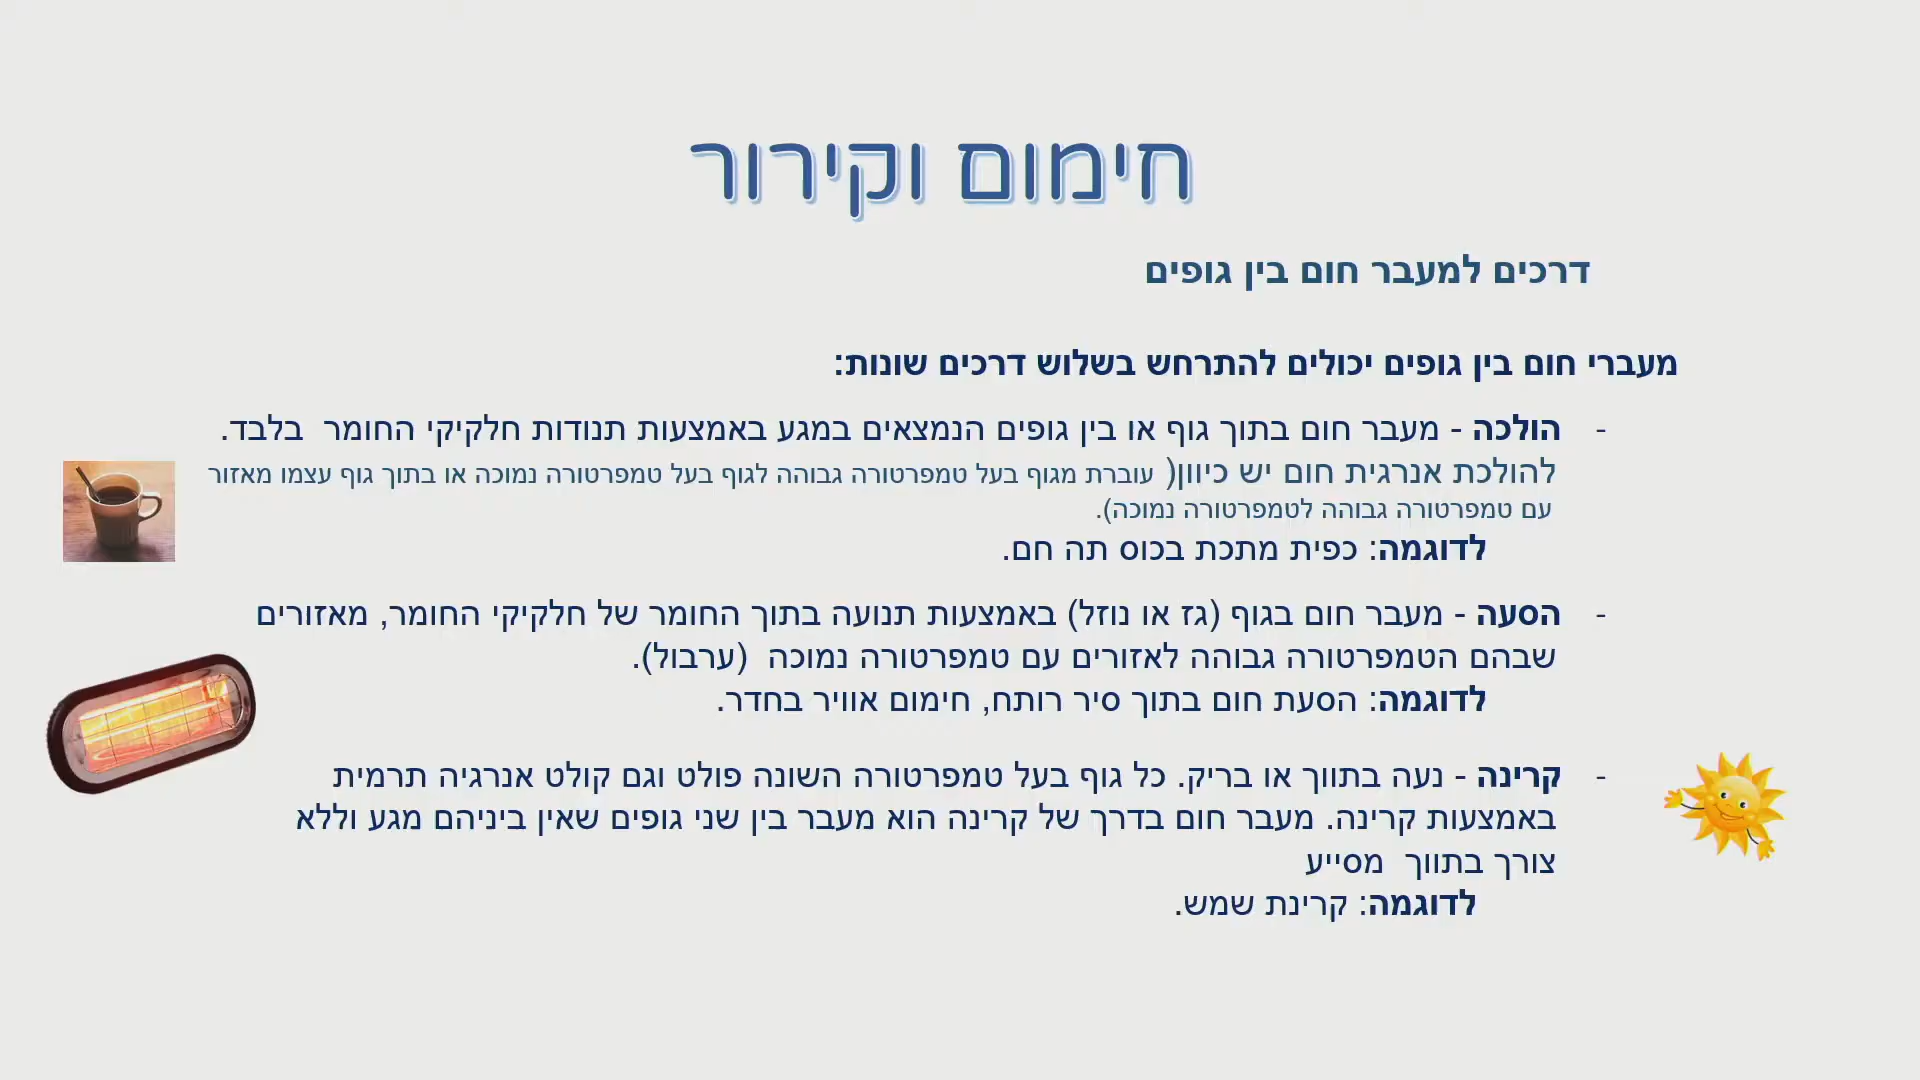 חימום וקירור
דרכים למעבר חום בין גופים
מעברי חום בין גופים יכולים להתרחש בשלוש דרכים שונות:
- הולכה - מעבר חום בתוך גוף או בין גופים הנמצאים במגע באמצעות תנודות חלקיקי החומר בלבד.
להולכת אנרגית חום יש כיוון( עוברת מגוף בעל טמפרטורה גבוהה לגוף בעל טמפרטורה נמוכה או בתוך גוף עצמו מאזור
עם טמפרטורה גבוהה לטמפרטורה נמוכה).
לדוגמה: כפית מתכת בכוס תה חם.
- הסעה - מעבר חום בגוף (גז או נוזל) באמצעות תנועה בתוך החומר של חלקיקי החומר, מאזורים
שבהם הטמפרטורה גבוהה לאזורים עם טמפרטורה נמוכה (ערבול).
לדוגמה: הסעת חום בתוך סיר רותח, חימום אוויר בחדר.
- קרינה - נעה בתווך או בריק. כל גוף בעל טמפרטורה השונה פולט וגם קולט אנרגיה תרמית
באמצעות קרינה. מעבר חום בדרך של קרינה הוא מעבר בין שני גופים שאין ביניהם מגע וללא
צורך בתווך מסייע
לדוגמה: קרינת שמש.